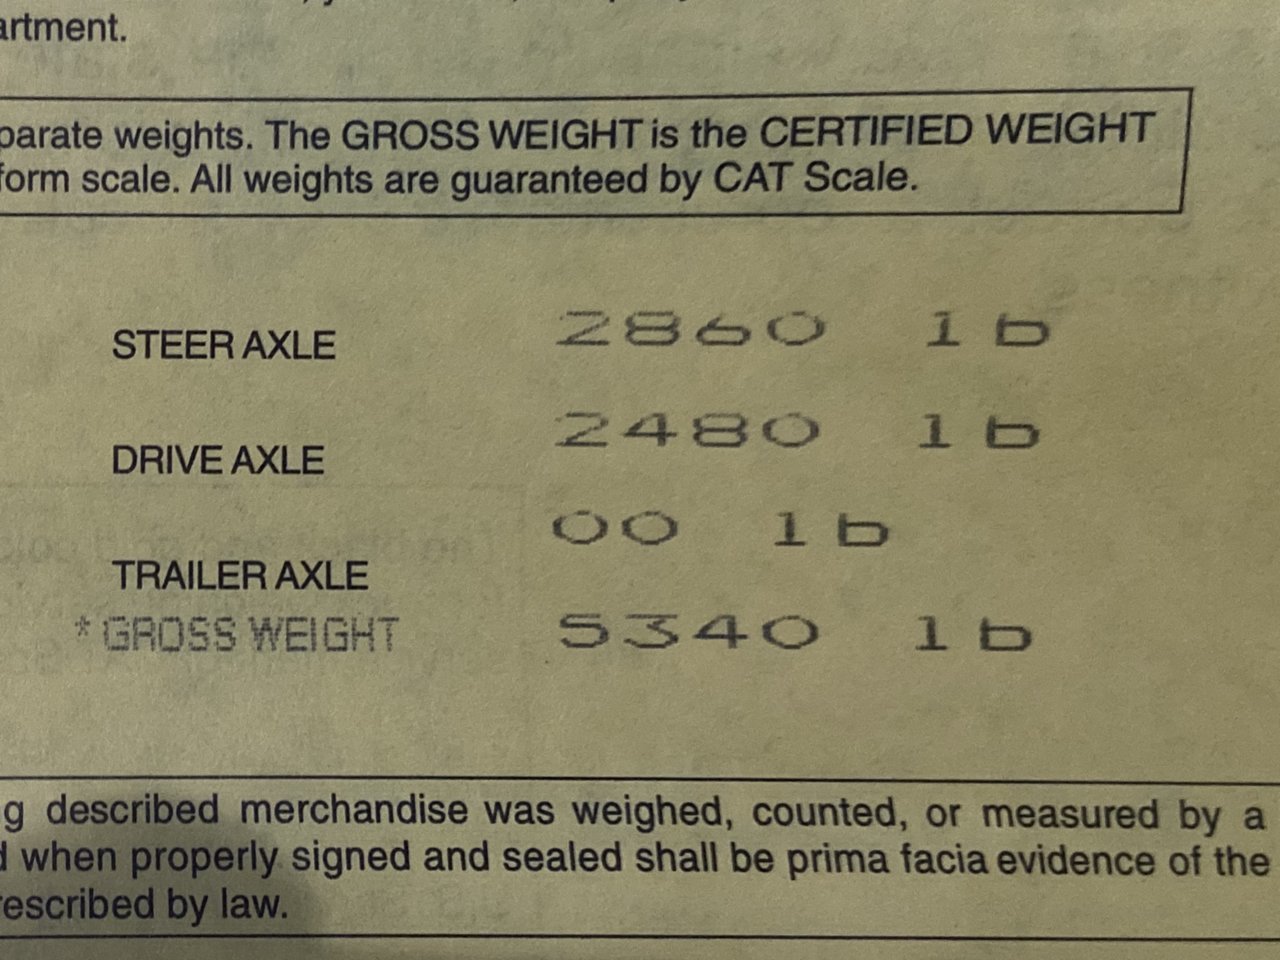 artment.
parate weights. The GROSS WEIGHT is the CERTIFIED WEIGHT
form scale. All weights are guaranteed by CAT Scale.
STEER AXLE 2860 lb
DRIVE AXLE 2480 lb
TRAILER AXLE 00 lb
* GROSS WEIGHT 5340 lb
g described merchandise was weighed, counted, or measured by a
d when properly signed and sealed shall be prima facia evidence of the
rescribed by law.